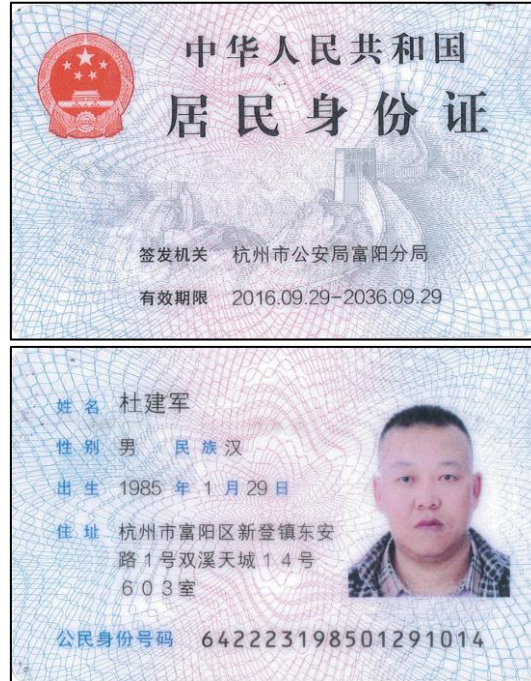 中华人民共和国
居民身份证
签发机关 杭州市公安局富阳分局
有效期限 2016.09.29-2036.09.29
姓名 杜建军
性别 男 民族 汉
出生 1985 年 1 月 29 日
住址 杭州市富阳区新登镇东安
路1号双溪天城14号
603室
公民身份号码 642223198501291014